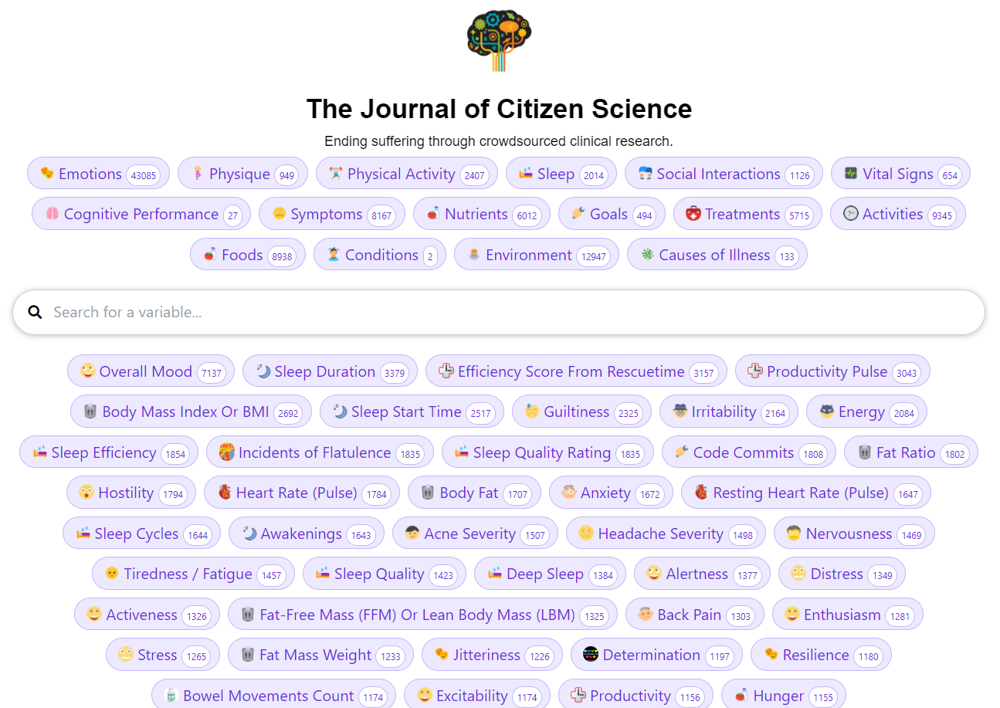 The Journal of Citizen Science
Ending suffering through crowdsourced clinical research.
Emotions 43085 Physique 949 Physical Activity 2407 Sleep 2014 Social Interactions 1126 Vital Signs 654
Cognitive Performance 27 Symptoms 8167 Nutrients 6012 Goals 494 Treatments 5715 Activities 9345
Foods 8938 Conditions 2 Environment 12947 Causes of Illness 133
Search for a variable...
Overall Mood 7137 Sleep Duration 3379 Efficiency Score From Rescuetime 3157 Productivity Pulse 3043
Body Mass Index Or BMI 2692 Sleep Start Time 2517 Guiltiness 2325 Irritability 2164 Energy 2084
Sleep Efficiency 1854 Incidents of Flatulence 1835 Sleep Quality Rating 1835 Code Commits 1808 Fat Ratio 1802
Hostility 1794 Heart Rate (Pulse) 1784 Body Fat 1707 Anxiety 1672 Resting Heart Rate (Pulse) 1647
Sleep Cycles 1644 Awakenings 1643 Acne Severity 1507 Headache Severity 1498 Nervousness 1469
Tiredness / Fatigue 1457 Sleep Quality 1423 Deep Sleep 1384 Alertness 1377 Distress 1349
Activeness 1326 Fat-Free Mass (FFM) Or Lean Body Mass (LBM) 1325 Back Pain 1303 Enthusiasm 1281
Stress 1265 Fat Mass Weight 1233 Jitteriness 1226 Determination 1197 Resilience 1180
Bowel Movements Count 1174 Excitability 1174 Productivity 1156 Hunger 1155